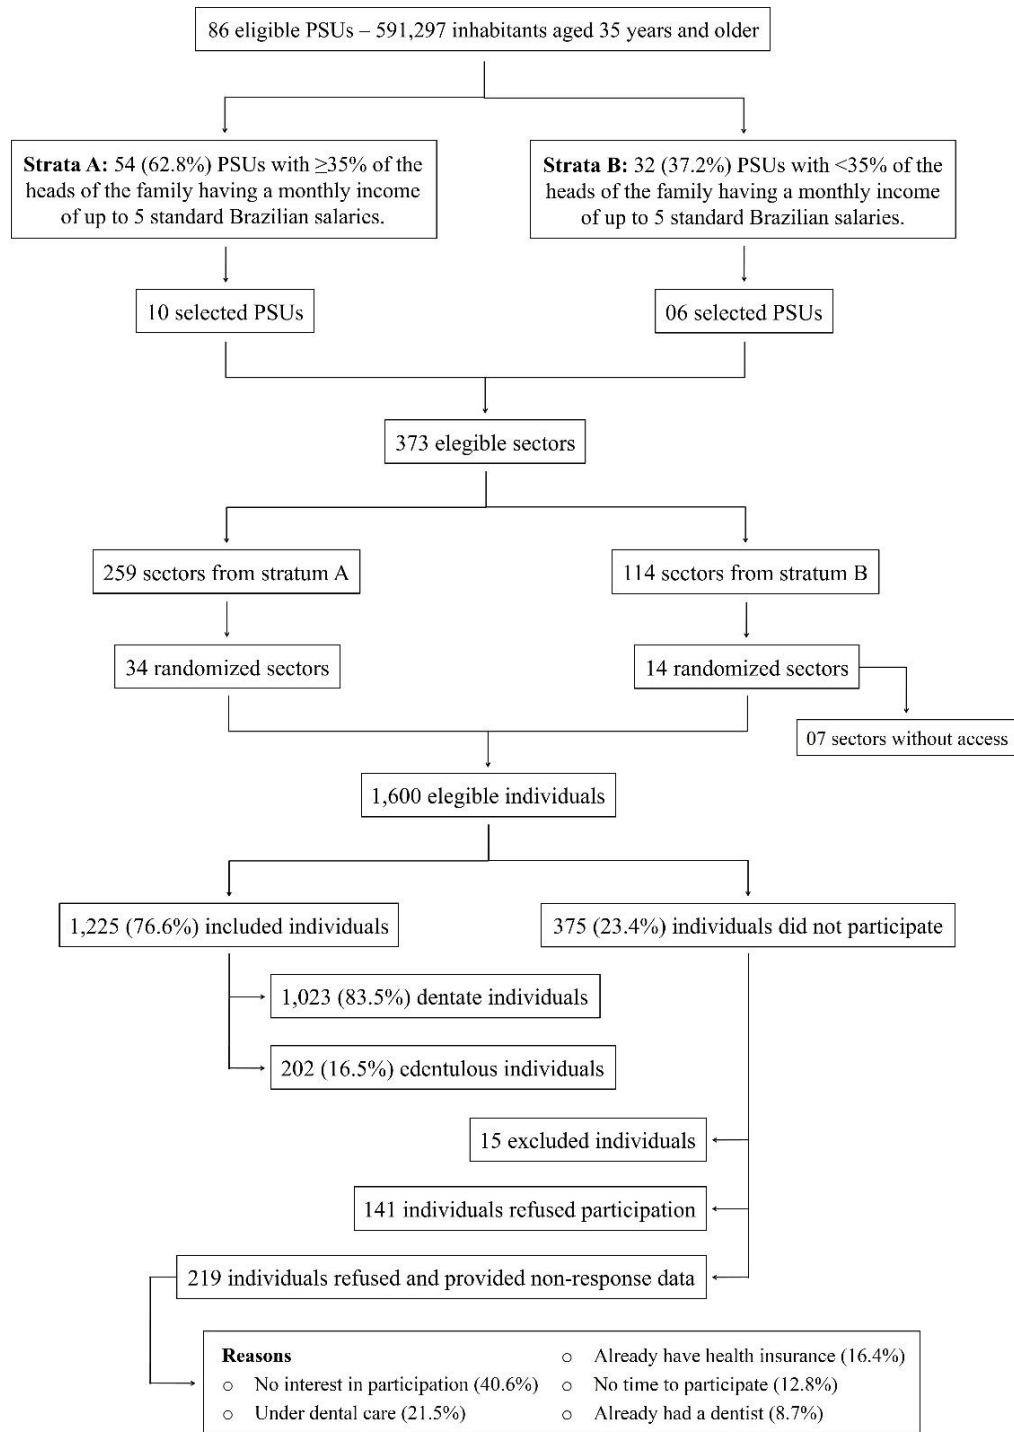 86 eligible PSUs – 591,297 inhabitants aged 35 years and older
Strata A: 54 (62.8%) PSUs with ≥35% of the
heads of the family having a monthly income
of up to 5 standard Brazilian salarics.
Strata B: 32 (37.2%) PSUs with <35% of the
heads of the family having a monthly income
of up to 5 standard Brazilian salaries.
10 selected PSUs
06 selected PSUs
373 elegible sectors
259 sectors from stratum A
114 sectors from stratum B
34 randomized sectors
14 randomized sectors
07 sectors without access
1,600 elegible individuals
1,225 (76.6%) included individuals
375 (23.4%) individuals did not participate
1,023 (83.5%) dentate individuals
202 (16.5%) cdcntulous individuals
15 excluded individuals
141 individuals refused participation
219 individuals refused and provided non-response data
Reasons
○ No interest in participation (40.6%)
○ Under dental care (21.5%)
○ Already have health insurance (16.4%)
○ No time to participate (12.8%)
○ Already had a dentist (8.7%)